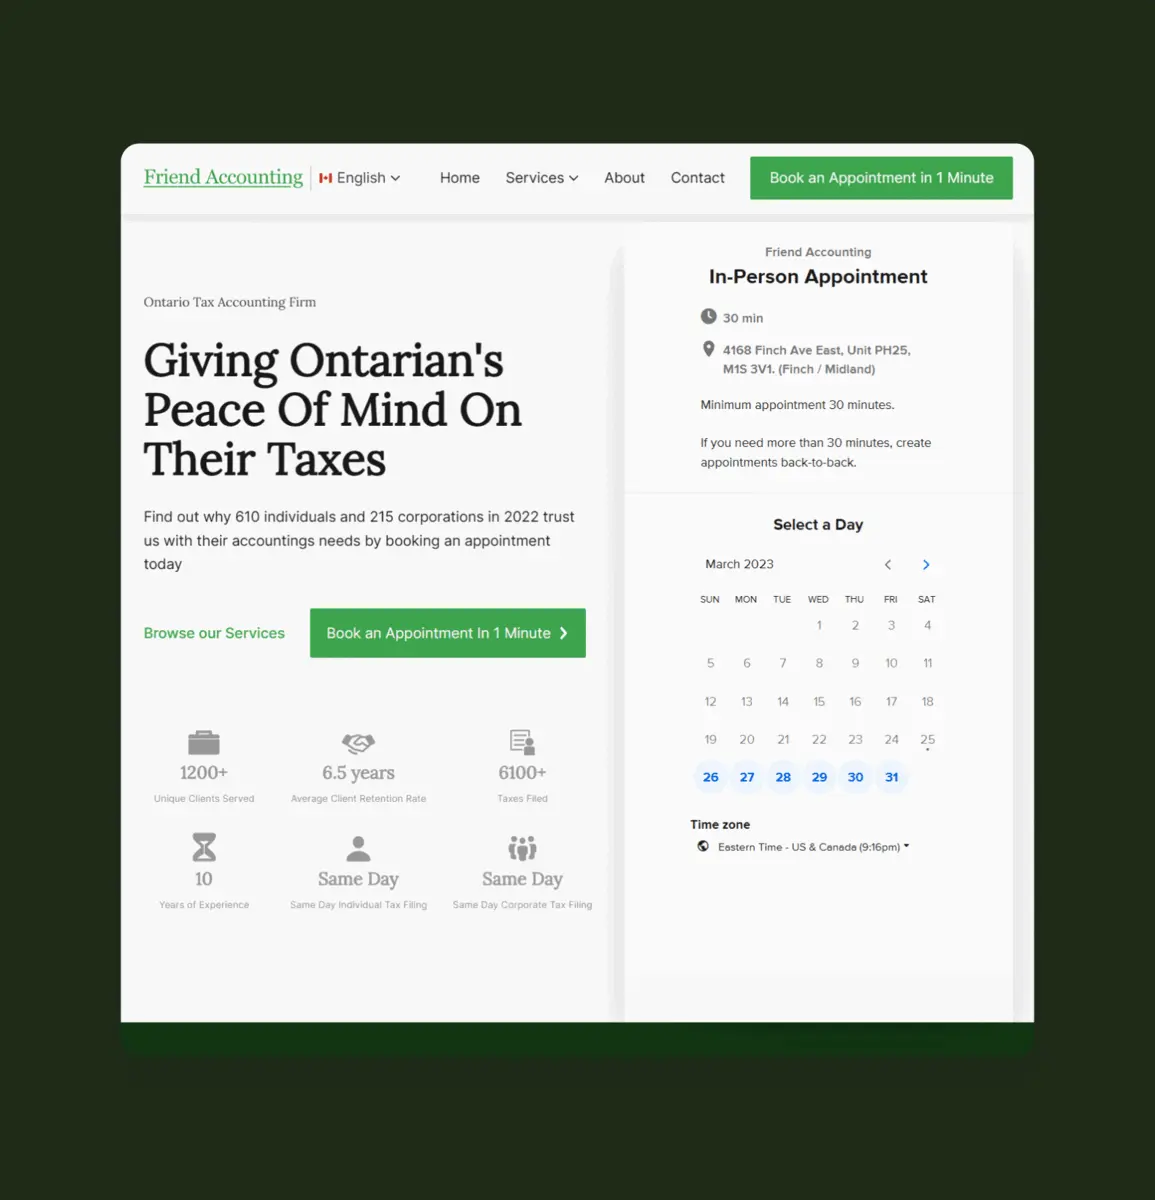 Friend Accounting
English
Home
Services
About
Contact
Book an Appointment in 1 Minute
Ontario Tax Accounting Firm
Giving Ontarian's
Peace Of Mind On
Their Taxes
Find out why 610 individuals and 215 corporations in 2022 trust
us with their accountings needs by booking an appointment
today
Browse our Services
Book an Appointment In 1 Minute
1200+
Unique Clients Served
6.5 years
Average Client Retention Rate
6100+
Taxes Filed
10
Years of Experience
Same Day
Same Day Individual Tax Filing
Same Day
Same Day Corporate Tax Filing
Friend Accounting
In-Person Appointment
30 min
4168 Finch Ave East, Unit PH25,
M1S 3V1. (Finch / Midland)
Minimum appointment 30 minutes.
If you need more than 30 minutes, create
appointments back-to-back.
Select a Day
March 2023
SUN MON TUE WED THU FRI SAT
1 2 3 4
5 6 7 8 9 10 11
12 13 14 15 16 17 18
19 20 21 22 23 24 25
26 27 28 29 30 31
Time zone
Eastern Time - US & Canada (9:16pm)